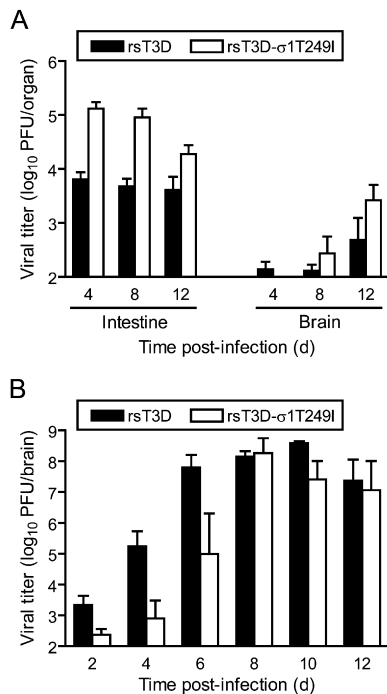 A
rsT3D rsT3D-σ1T249I
Viral titer (log10 PFU/organ)
6
5
4
3
2
4 8 12 4 8 12
Intestine Brain
Time post-infection (d)
B
rsT3D rsT3D-σ1T249I
Viral titer (log10 PFU/brain)
9
8
7
6
5
4
3
2
2 4 6 8 10 12
Time post-infection (d)